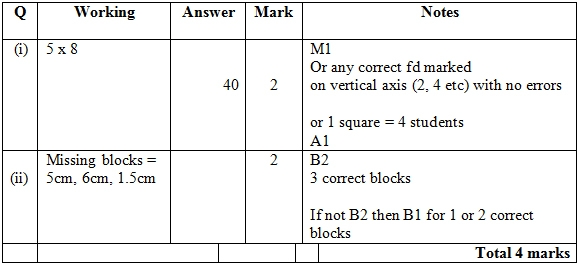 Q Working Answer Mark Notes
(i) 5 x 8 M1
Or any correct fd marked
40 2 on vertical axis (2, 4 etc) with no errors
or 1 square = 4 students
A1
Missing blocks = 2 B2
(ii) 5cm, 6cm, 1.5cm 3 correct blocks
If not B2 then B1 for 1 or 2 correct
blocks
Total 4 marks